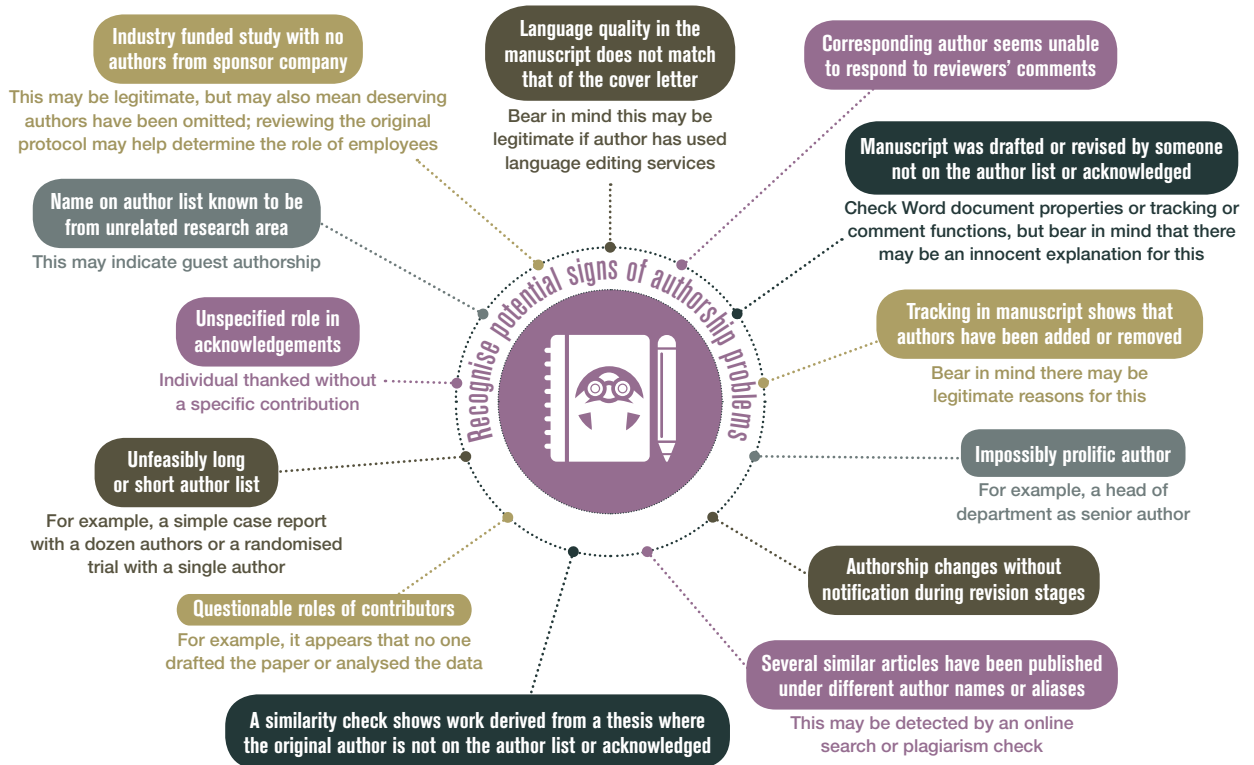 Recognise potential signs of authorship problems
Industry funded study with no
authors from sponsor company
This may be legitimate, but may also mean deserving
authors have been omitted; reviewing the original
protocol may help determine the role of employees
Language quality in the
manuscript does not match
that of the cover letter
Bear in mind this may be
legitimate if author has used
language editing services
Corresponding author seems unable
to respond to reviewers’ comments
Manuscript was drafted or revised by someone
not on the author list or acknowledged
Check Word document properties or tracking or
comment functions, but bear in mind that there
may be an innocent explanation for this
Tracking in manuscript shows that
authors have been added or removed
Bear in mind there may be
legitimate reasons for this
Impossibly prolific author
For example, a head of
department as senior author
Authorship changes without
notification during revision stages
Several similar articles have been published
under different author names or aliases
This may be detected by an online
search or plagiarism check
A similarity check shows work derived from a thesis where
the original author is not on the author list or acknowledged
Questionable roles of contributors
For example, it appears that no one
drafted the paper or analysed the data
Unfeasibly long
or short author list
For example, a simple case report
with a dozen authors or a randomised
trial with a single author
Unspecified role in
acknowledgements
Individual thanked without
a specific contribution
Name on author list known to be
from unrelated research area
This may indicate guest authorship